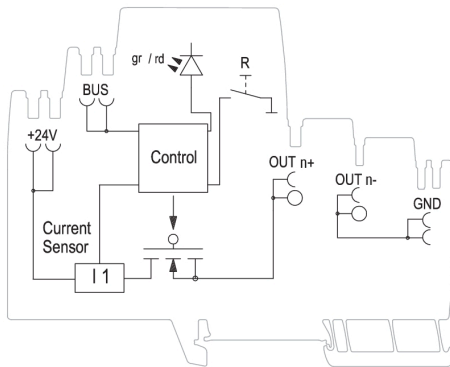 gr / rd
R
BUS
+24V
Control
OUT n+
OUT n-
GND
Current
Sensor
I 1